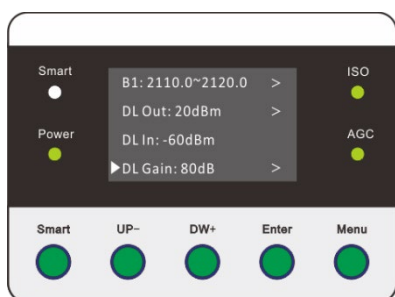 Smart
ISO
B1: 2110.0~2120.0 >
DL Out: 20dBm >
Power
AGC
DL In: -60dBm
DL Gain: 80dB >
Smart UP- DW+ Enter Menu